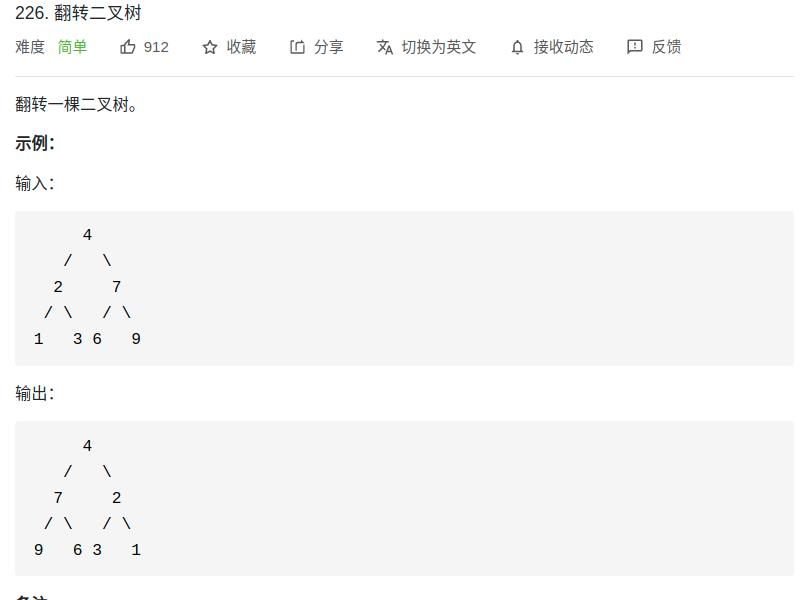 226. 翻转二叉树
难度 简单 912 收藏 分享 切换为英文 接收动态 反馈
翻转一棵二叉树。
示例：
输入：
4
/ \
2 7
/ \ / \
1 3 6 9
输出：
4
/ \
7 2
/ \ / \
9 6 3 1